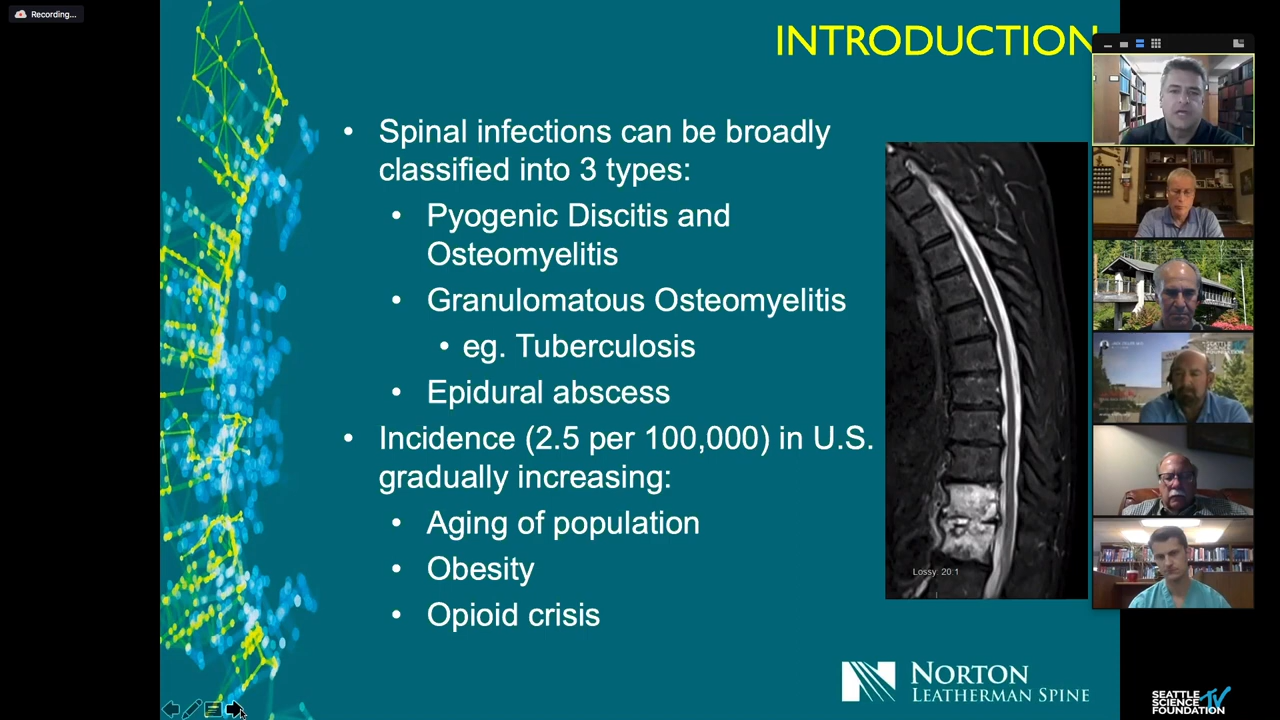 Recording...
INTRODUCTION
• Spinal infections can be broadly
classified into 3 types:
• Pyogenic Discitis and
Osteomyelitis
• Granulomatous Osteomyelitis
• eg. Tuberculosis
• Epidural abscess
• Incidence (2.5 per 100,000) in U.S.
gradually increasing:
• Aging of population
• Obesity
• Opioid crisis
Lossy: 20:1
NORTON
LEATHERMAN SPINE
SEATTLE
SCIENCE
FOUNDATION
TV